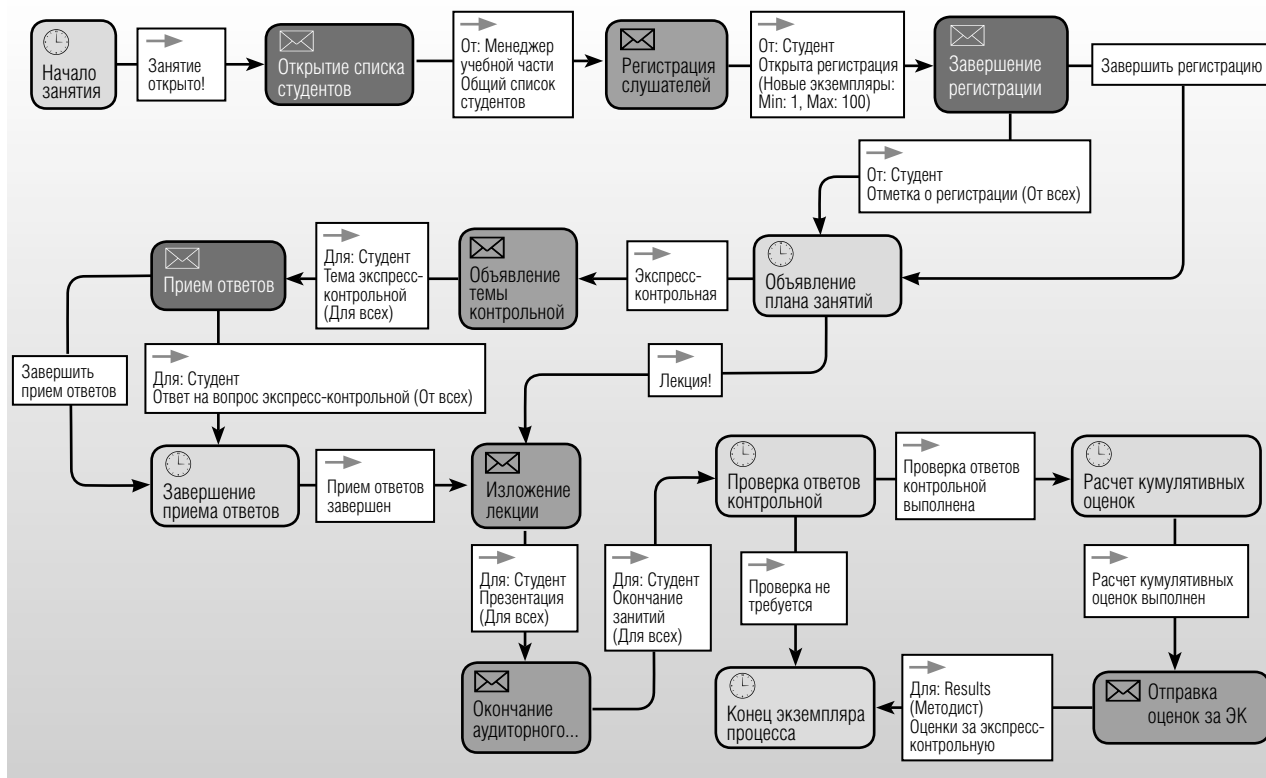 Начало
занятия
Занятие
открыто!
Открытие списка
студентов
От: Менеджер
учебной части
Общий список
студентов
Регистрация
слушателей
От: Студент
Открыта регистрация
(Новые экземпляры:
Min: 1, Max: 100)
Завершение
регистрации
Завершить регистрацию
От: Студент
Отметка о регистрации (От всех)
Прием ответов
Для: Студент
Тема экспресс-
контрольной
(Для всех)
Объявление
темы
контрольной
Экспресс-
контрольная
Объявление
плана занятий
Завершить
прием ответов
Для: Студент
Ответ на вопрос экспресс-контрольной (От всех)
Лекция!
Завершение
приема ответов
Прием ответов
завершен
Изложение
лекции
Проверка ответов
контрольной
Проверка ответов
контрольной
выполнена
Расчет кумулятивных
оценок
Для: Студент
Презентация
(Для всех)
Для: Студент
Окончание
занитий
(Для всех)
Проверка не
требуется
Расчет кумулятивных
оценок выполнен
Окончание
аудиторного...
Конец экземпляра
процесса
Для: Results
(Методист)
Оценки за экспресс-
контрольную
Отправка
оценок за ЭК